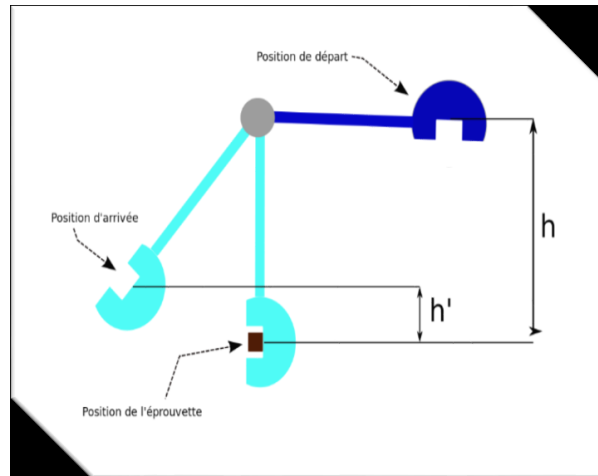 Position de départ
Position d'arrivée
h
h'
Position de l'éprouvette